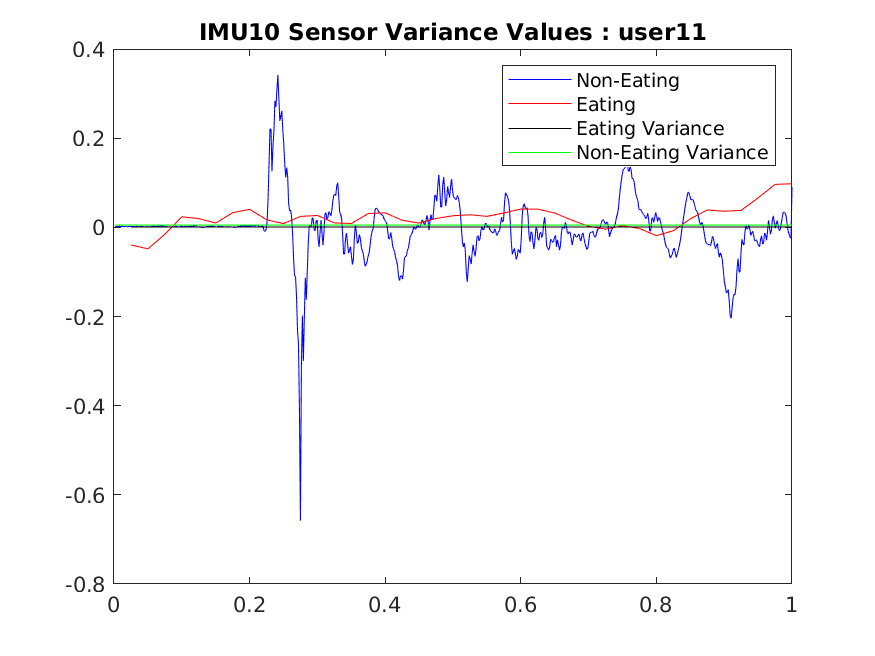 IMU10 Sensor Variance Values : user11
Non-Eating
Eating
Eating Variance
Non-Eating Variance
0.4
0.2
0
-0.2
-0.4
-0.6
-0.8
0 0.2 0.4 0.6 0.8 1